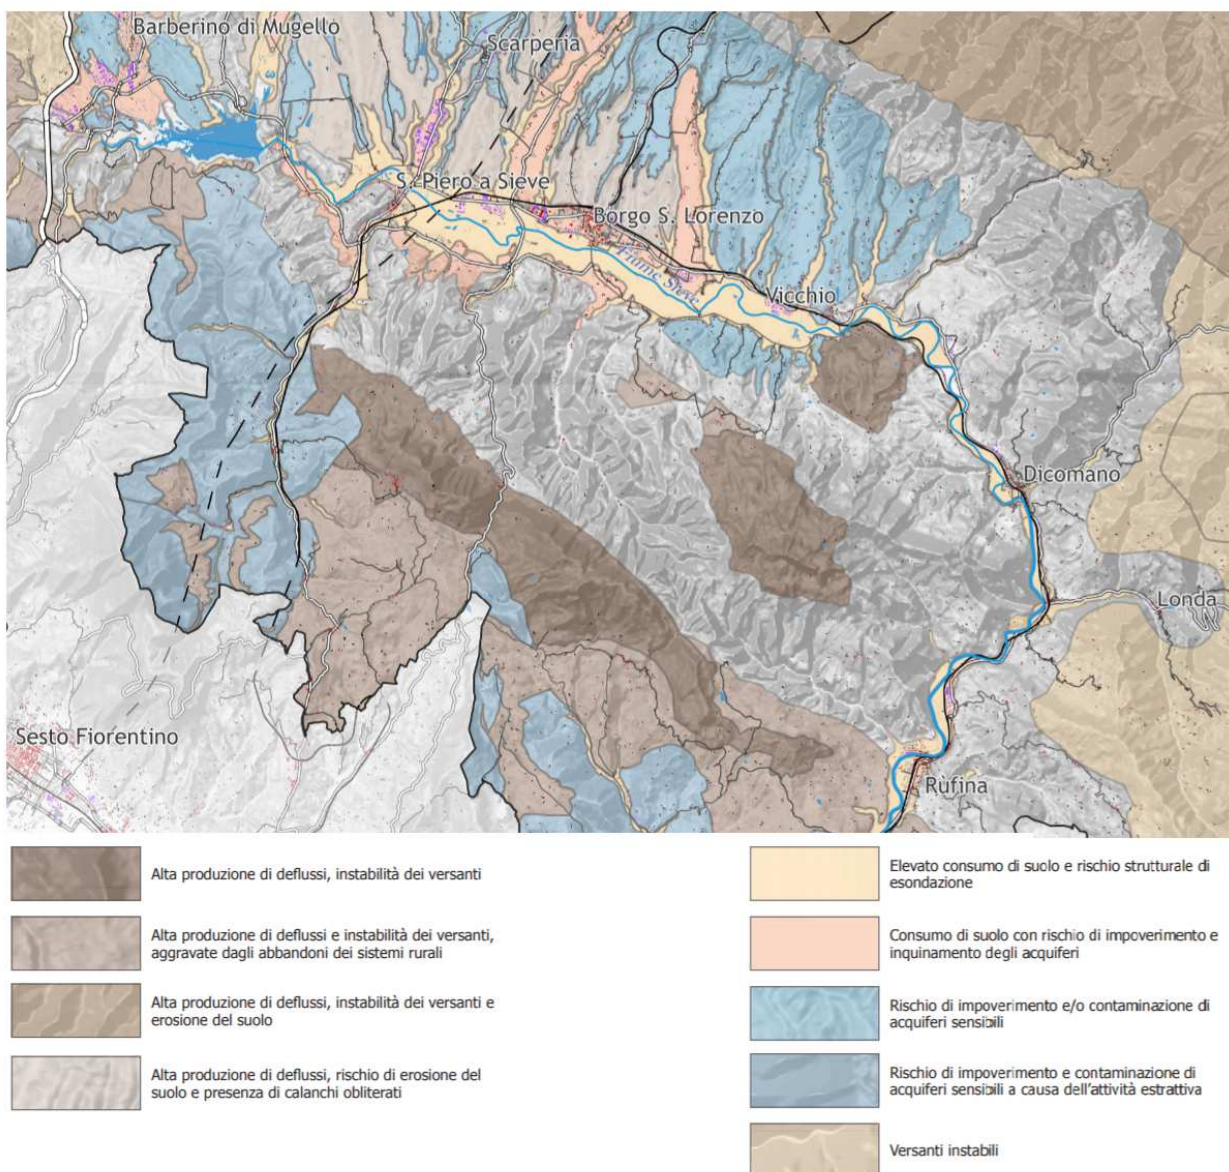 Barberino di Mugello
Scarperia
S. Piero a Sieve
Borgo S. Lorenzo
Fiume Sieve
Vicchio
Dicomano
Londa
Sesto Fiorentino
Rùfina
Alta produzione di deflussi, instabilità dei versanti
Alta produzione di deflussi e instabilità dei versanti,
aggravate dagli abbandoni dei sistemi rurali
Alta produzione di deflussi, instabilità dei versanti e
erosione del suolo
Alta produzione di deflussi, rischio di erosione del
suolo e presenza di calanchi obliterati
Elevato consumo di suolo e rischio strutturale di
esondazione
Consumo di suolo con rischio di impoverimento e
inquinamento degli acquiferi
Rischio di impoverimento e/o contaminazione di
acquiferi sensibili
Rischio di impoverimento e contaminazione di
acquiferi sensibili a causa dell'attività estrattiva
Versanti instabili